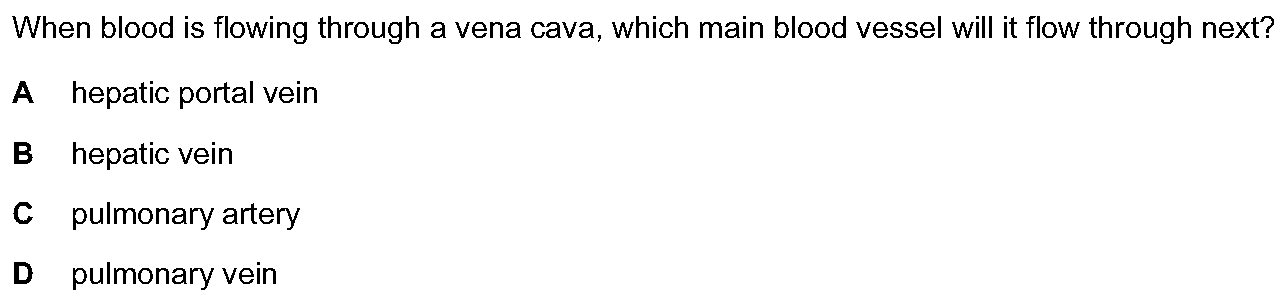 When blood is flowing through a vena cava, which main blood vessel will it flow through next?
A hepatic portal vein
B hepatic vein
C pulmonary artery
D pulmonary vein